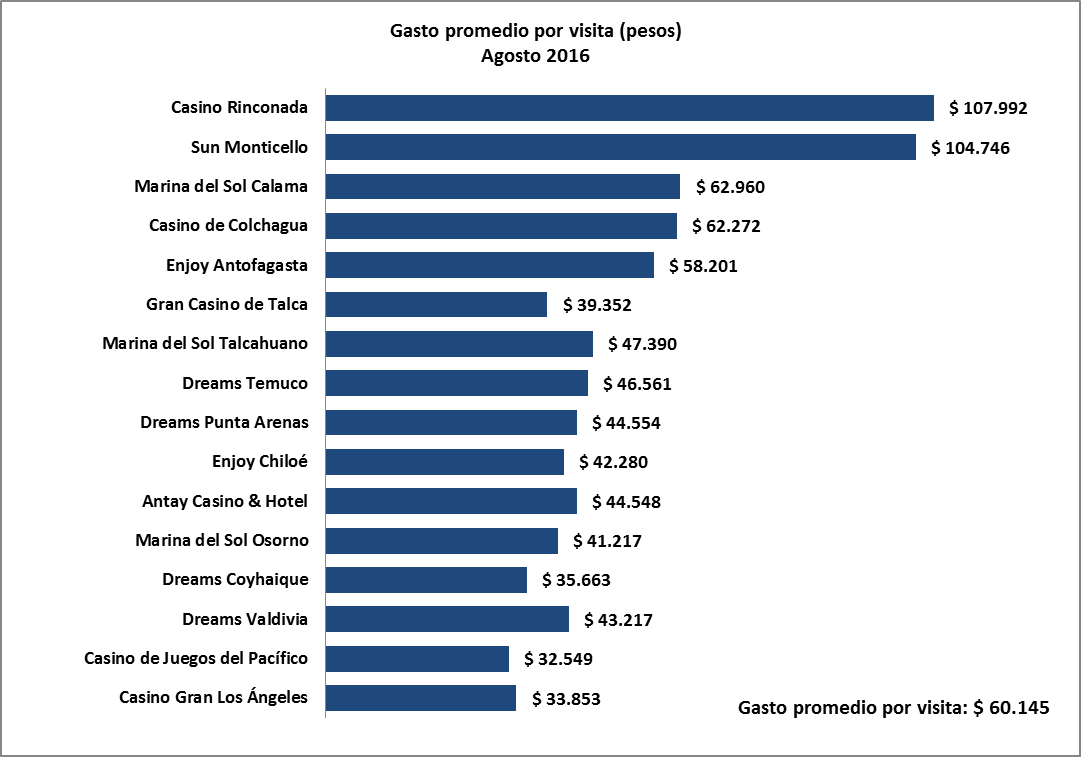 Gasto promedio por visita (pesos)
Agosto 2016
Casino Rinconada $ 107.992
Sun Monticello $ 104.746
Marina del Sol Calama $ 62.960
Casino de Colchagua $ 62.272
Enjoy Antofagasta $ 58.201
Gran Casino de Talca $ 39.352
Marina del Sol Talcahuano $ 47.390
Dreams Temuco $ 46.561
Dreams Punta Arenas $ 44.554
Enjoy Chiloé $ 42.280
Antay Casino & Hotel $ 44.548
Marina del Sol Osorno $ 41.217
Dreams Coyhaique $ 35.663
Dreams Valdivia $ 43.217
Casino de Juegos del Pacífico $ 32.549
Casino Gran Los Ángeles $ 33.853
Gasto promedio por visita: $ 60.145